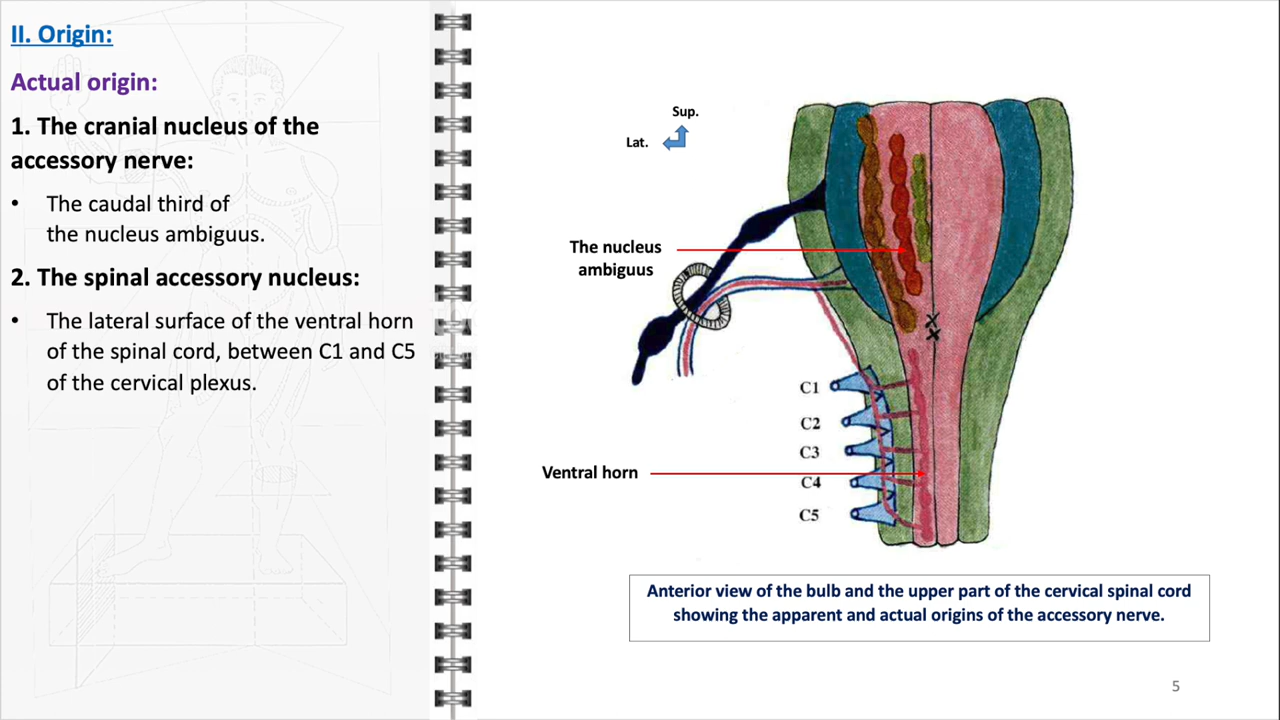 II. Origin:
Actual origin:
1. The cranial nucleus of the
accessory nerve:
• The caudal third of
the nucleus ambiguus.
2. The spinal accessory nucleus:
• The lateral surface of the ventral horn
of the spinal cord, between C1 and C5
of the cervical plexus.
Sup.
Lat.
The nucleus
ambiguus
C1
C2
C3
Ventral horn
C4
C5
Anterior view of the bulb and the upper part of the cervical spinal cord
showing the apparent and actual origins of the accessory nerve.
5